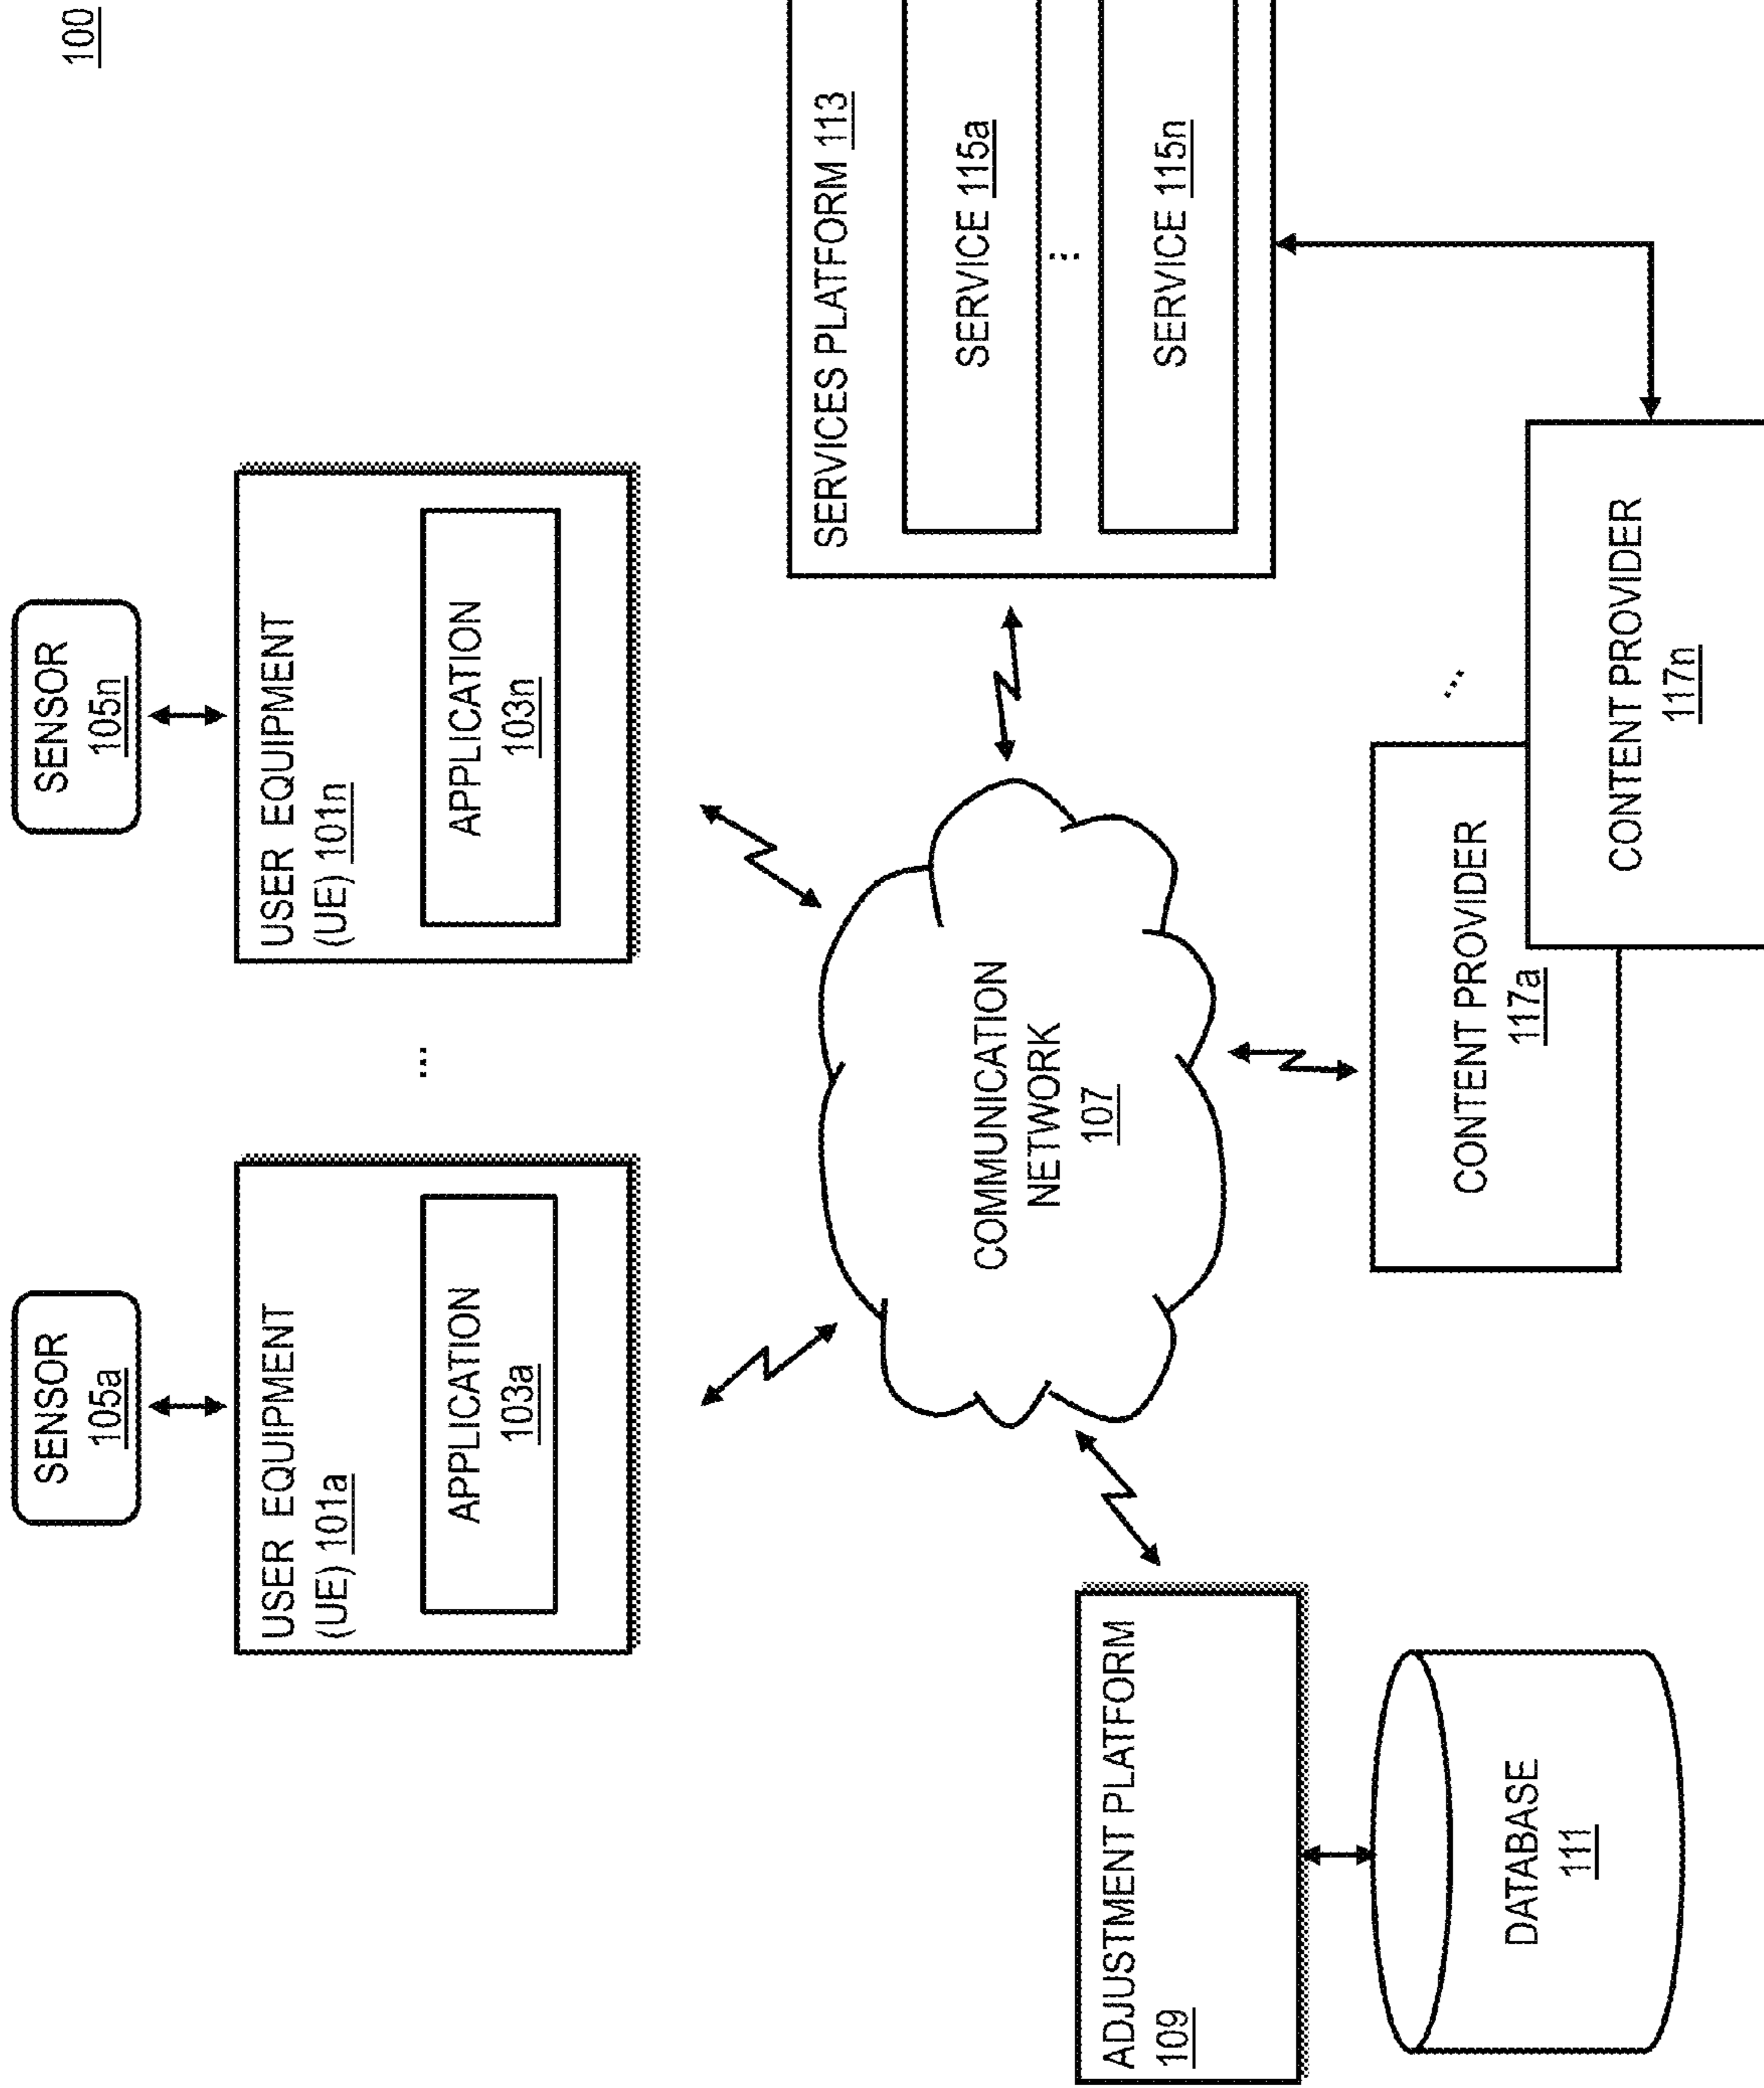 100
SENSOR
105a
SENSOR
105n
USER EQUIPMENT
(UE) 101a
APPLICATION
103a
...
USER EQUIPMENT
(UE) 101n
APPLICATION
103n
COMMUNICATION
NETWORK
107
SERVICES PLATFORM 113
SERVICE 115a
...
SERVICE 115n
ADJUSTMENT PLATFORM
109
DATABASE
111
CONTENT PROVIDER
117a
...
CONTENT PROVIDER
117n